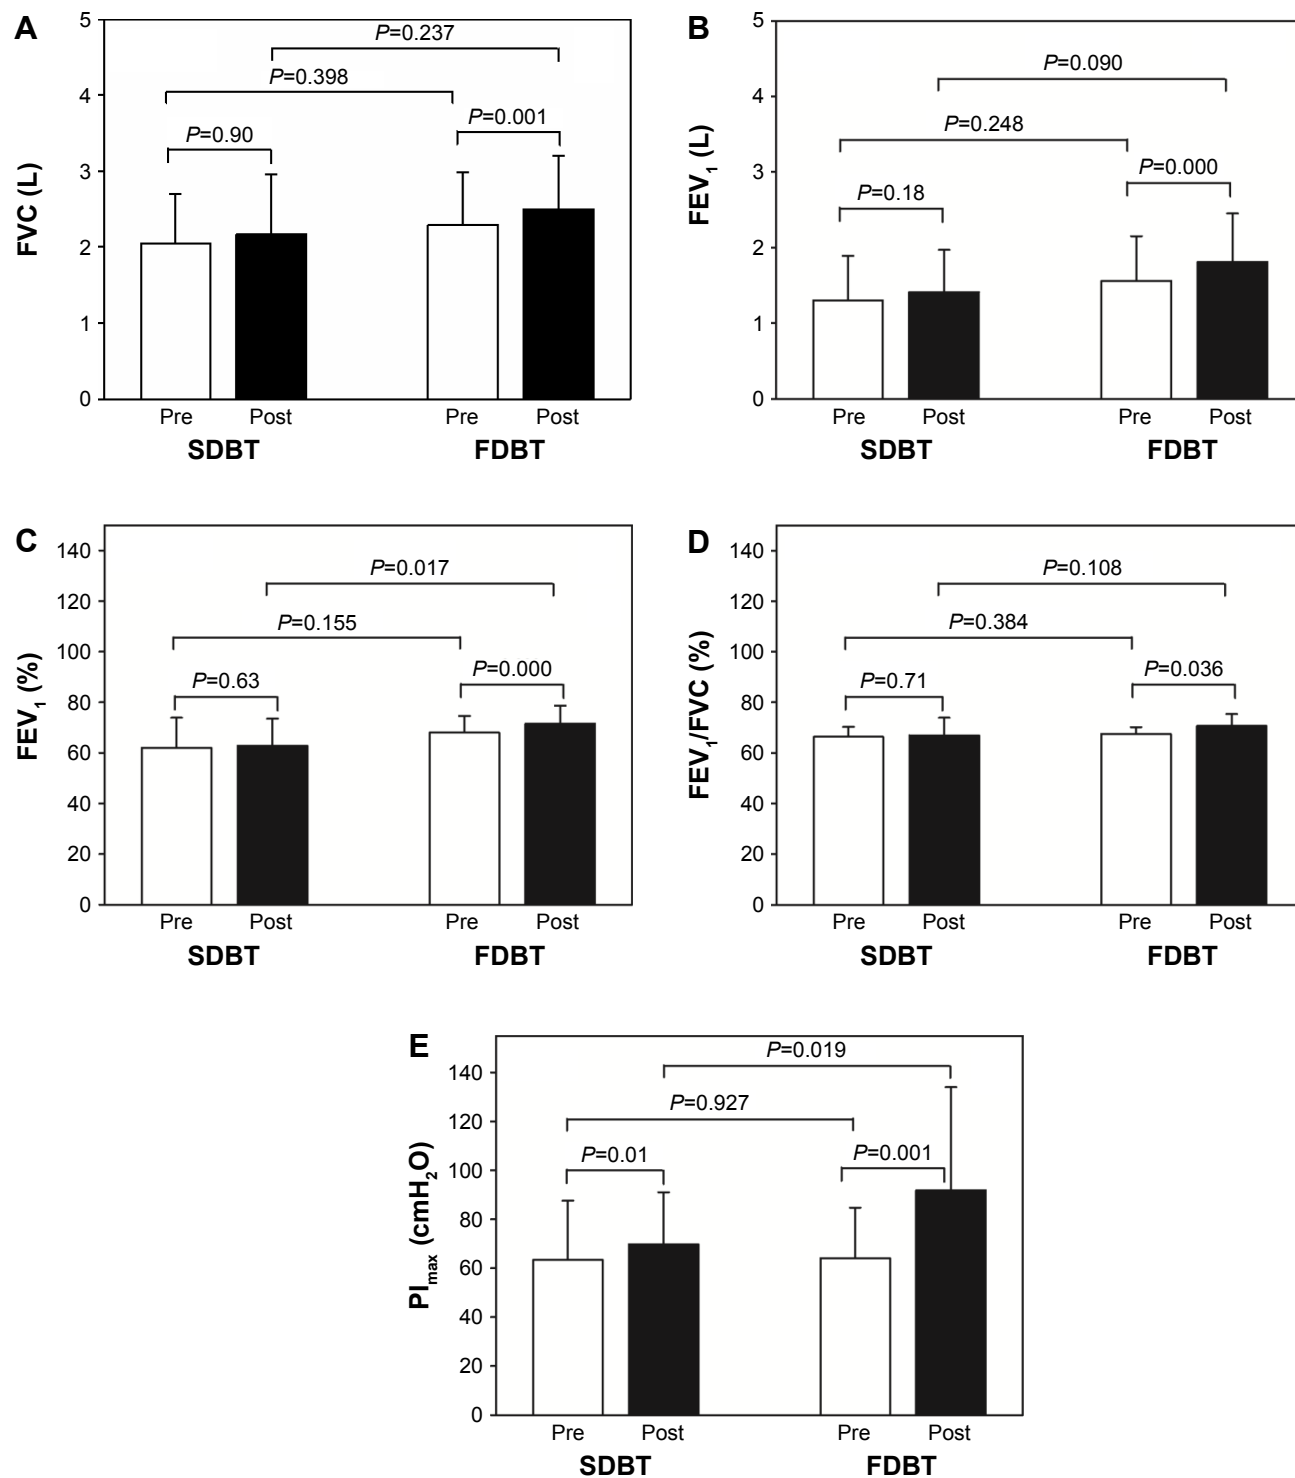 A
FVC (L)
5
4
3
2
1
0
P=0.237
P=0.398
P=0.001
P=0.90
Pre Post Pre Post
SDBT FDBT
B
FEV1 (L)
5
4
3
2
1
0
P=0.090
P=0.248
P=0.000
P=0.18
Pre Post Pre Post
SDBT FDBT
C
FEV1 (%)
140
120
100
80
60
40
20
0
P=0.017
P=0.155
P=0.000
P=0.63
Pre Post Pre Post
SDBT FDBT
D
FEV1/FVC (%)
140
120
100
80
60
40
20
0
P=0.108
P=0.384
P=0.71
P=0.036
Pre Post Pre Post
SDBT FDBT
E
PImax (cmH2O)
140
120
100
80
60
40
20
0
P=0.019
P=0.927
P=0.01
P=0.001
Pre Post Pre Post
SDBT FDBT